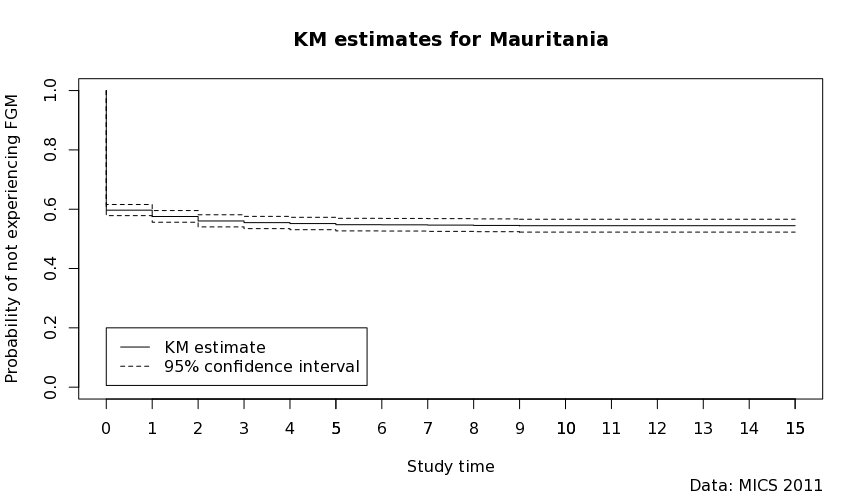 KM estimates for Mauritania
Probability of not experiencing FGM
1.0
0.8
0.6
0.4
0.2
0.0
KM estimate
95% confidence interval
0 1 2 3 4 5 6 7 8 9 10 11 12 13 14 15
Study time
Data: MICS 2011